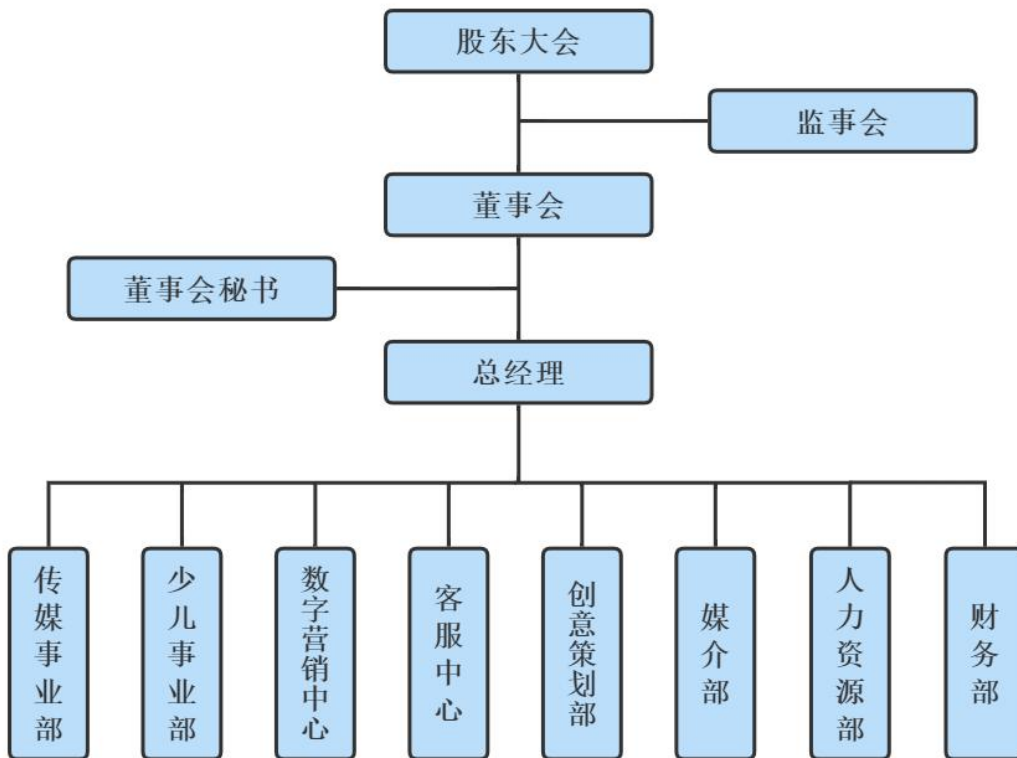 股东大会
监事会
董事会
董事会秘书
总经理
传媒事业部
少儿事业部
数字营销中心
客服中心
创意策划部
媒介部
人力资源部
财务部